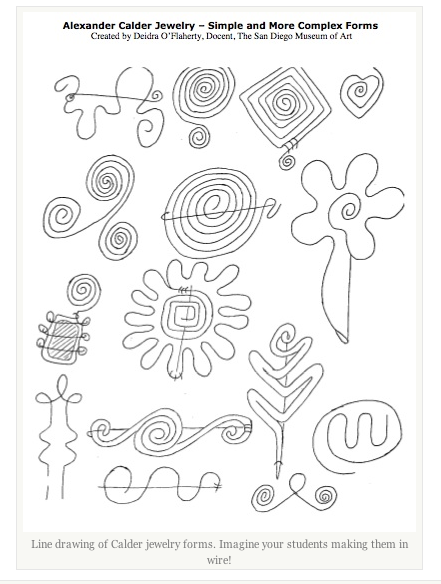 Alexander Calder Jewelry – Simple and More Complex Forms
Created by Deidra O'Flaherty, Docent, The San Diego Museum of Art
Line drawing of Calder jewelry forms. Imagine your students making them in
wire!